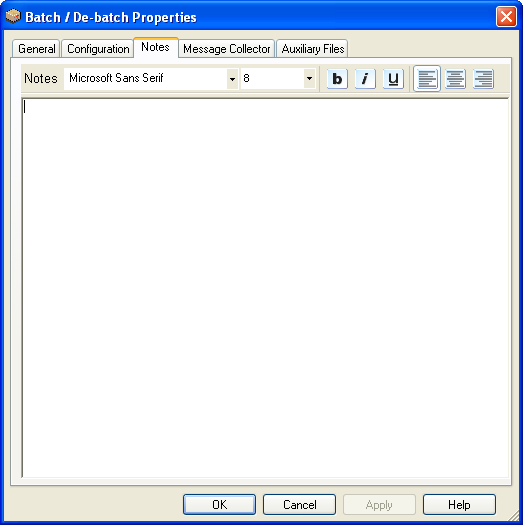 Batch / De-batch Properties
General Configuration Notes Message Collector Auxiliary Files
Notes Microsoft Sans Serif 8 b i u
OK Cancel Apply Help